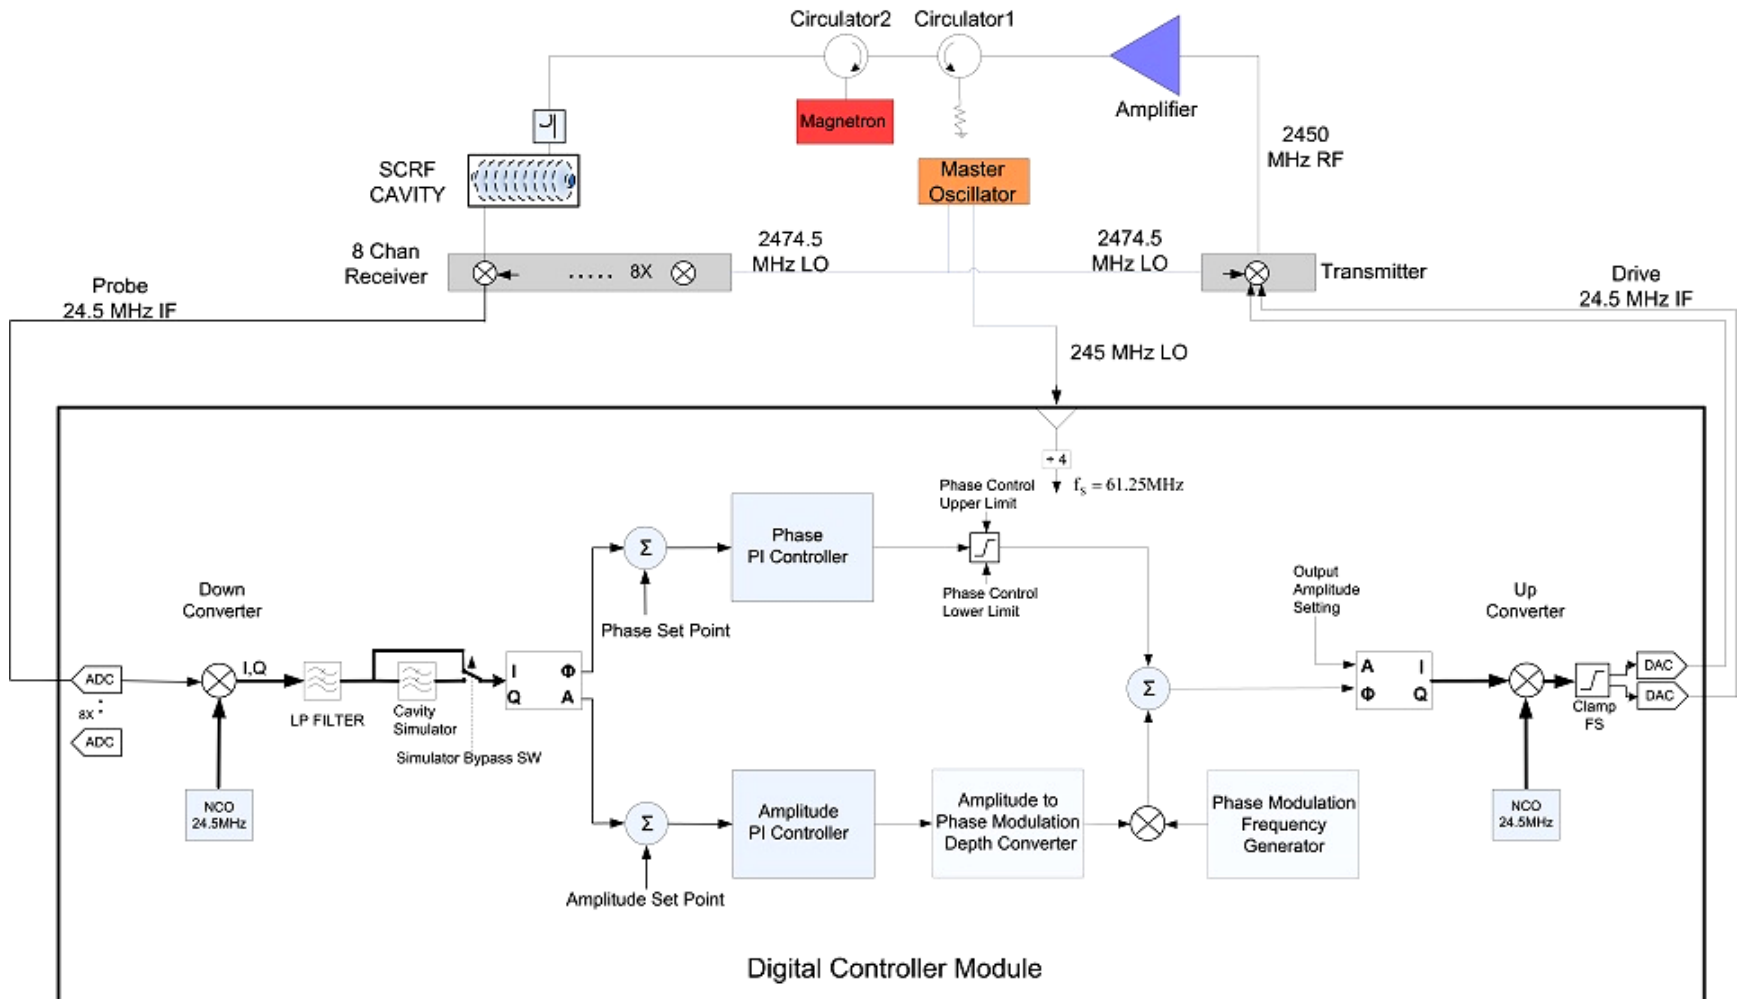 Circulator2
Circulator1
Magnetron
Amplifier
2450
MHz RF
SCRF
CAVITY
Master
Oscillator
8 Chan
Receiver
..... 8X
2474.5
MHz LO
2474.5
MHz LO
Transmitter
Probe
24.5 MHz IF
Drive
24.5 MHz IF
245 MHz LO
÷ 4
fs = 61.25MHz
Phase Control
Upper Limit
Phase
PI Controller
Σ
Phase Control
Lower Limit
Phase Set Point
Down
Converter
Output
Amplitude
Setting
Up
Converter
ADC
8X
ADC
I,Q
LP FILTER
Cavity
Simulator
Simulator Bypass SW
I Φ
Q A
Σ
A I
Φ Q
Clamp
FS
DAC
DAC
NCO
24.5MHz
Σ
Amplitude
PI Controller
Amplitude to
Phase Modulation
Depth Converter
Phase Modulation
Frequency
Generator
NCO
24.5MHz
Amplitude Set Point
Digital Controller Module